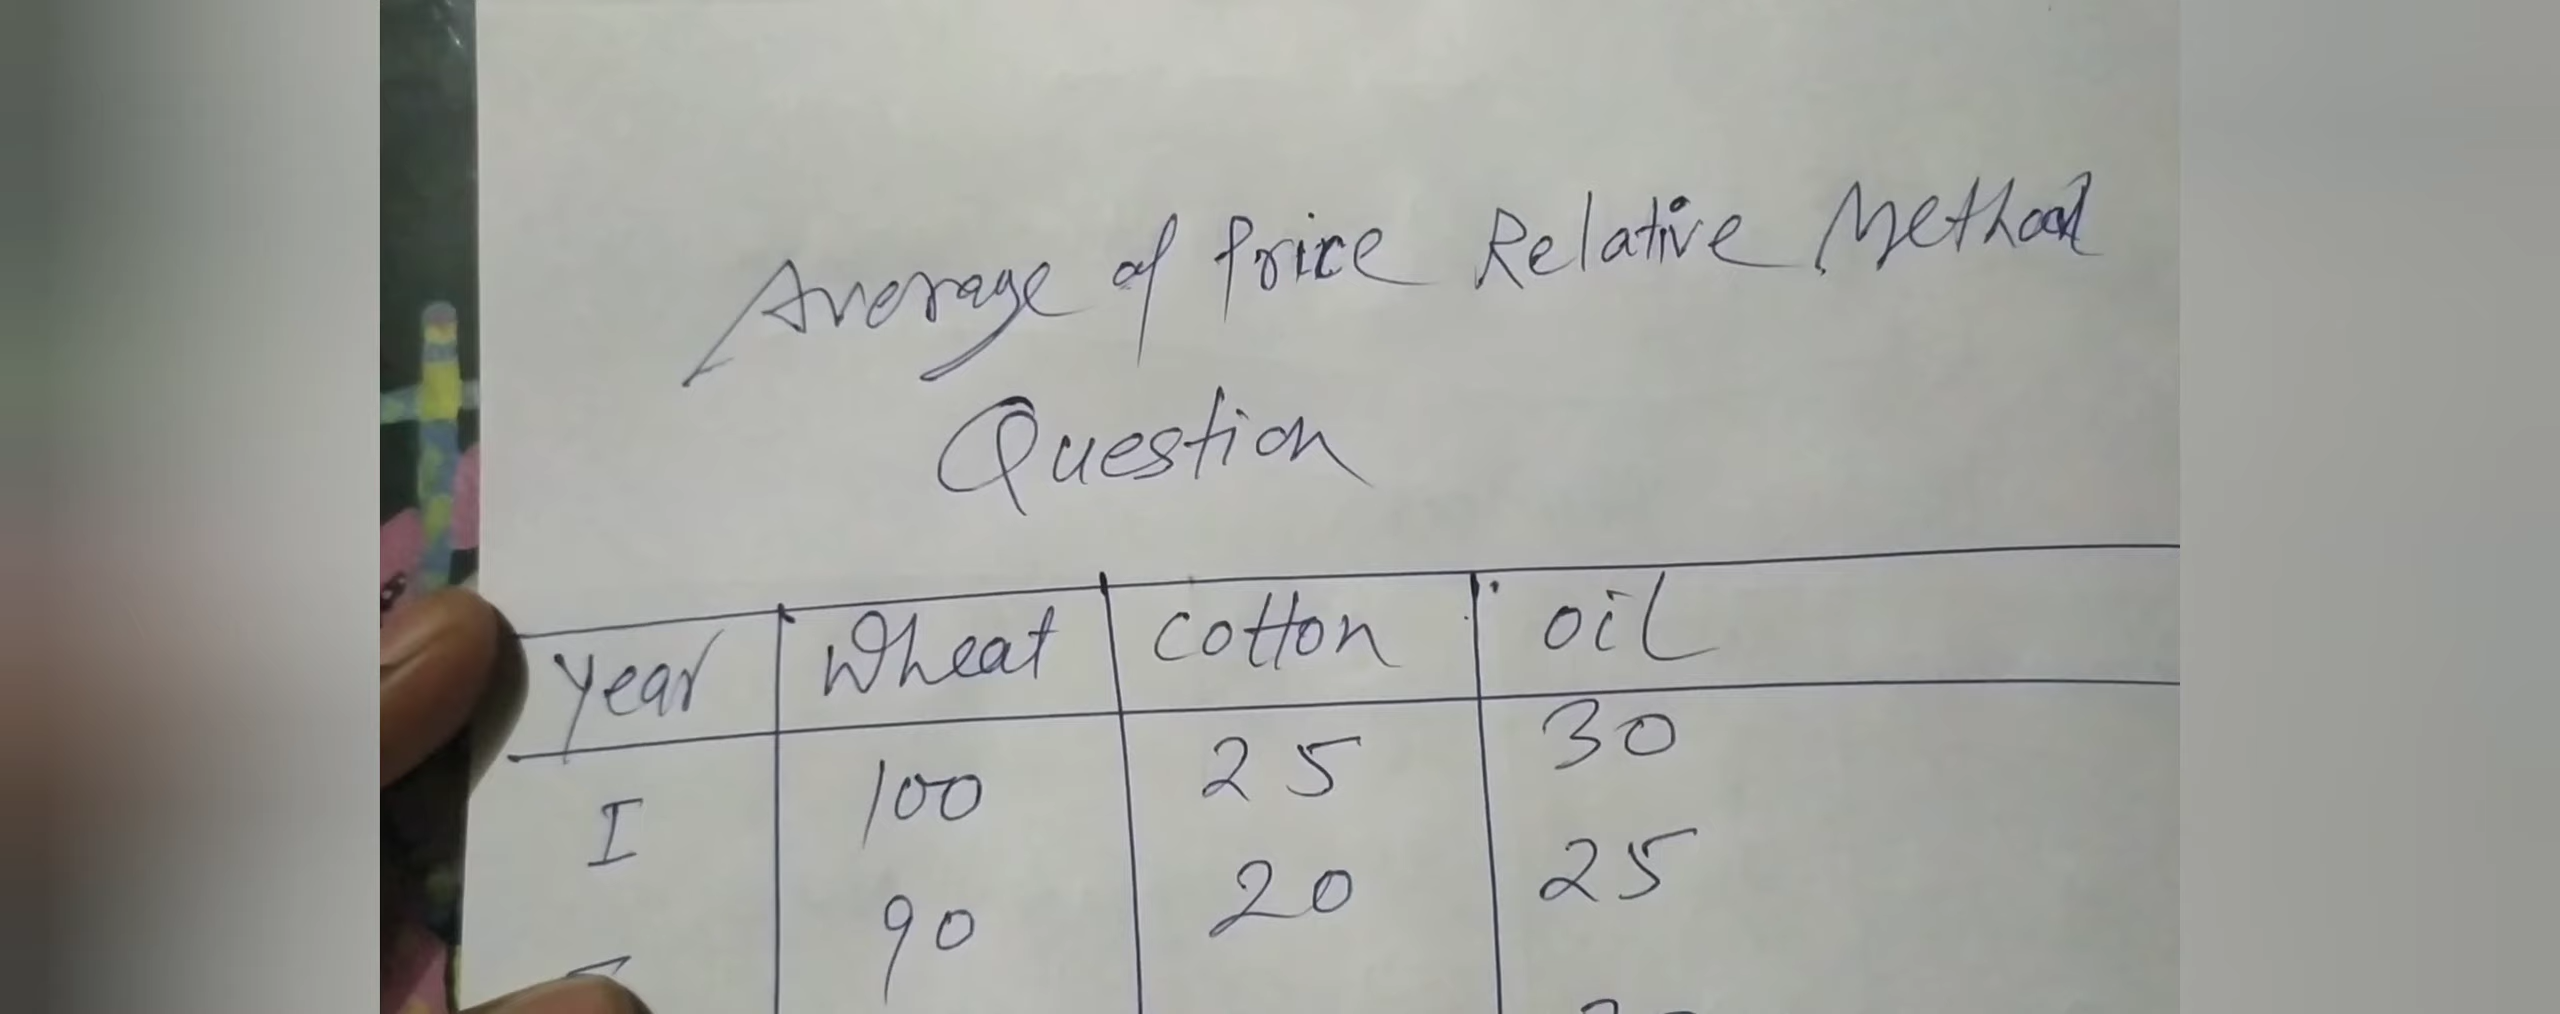 Average of Price Relative Method
Question
Year Wheat Cotton oil
I 100 25 30
90 20 25